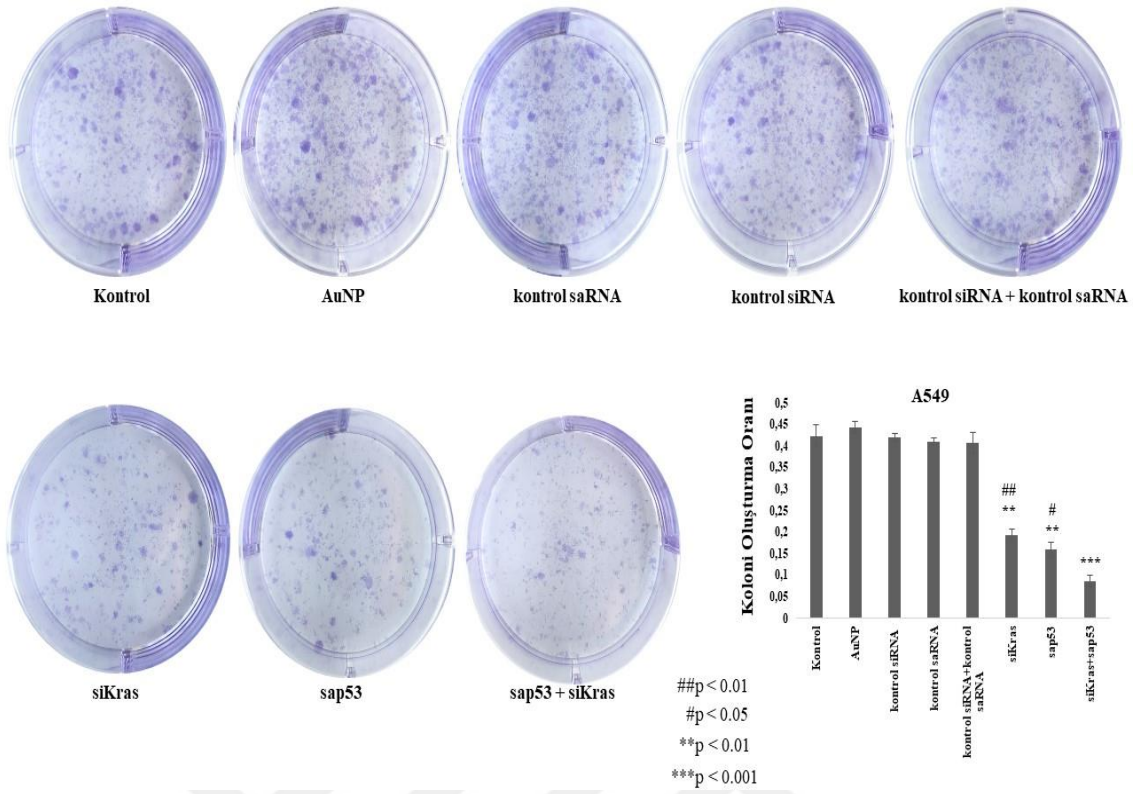 Kontrol
AuNP
kontrol saRNA
kontrol siRNA
kontrol siRNA + kontrol saRNA
siKras
sap53
sap53 + siKras
A549
Koloni Oluşturma Oranı
0,5
0,45
0,4
0,35
0,3
0,25
0,2
0,15
0,1
0,05
0
##
**
#
**
***
Kontrol
AuNP
kontrol siRNA
kontrol saRNA
kontrol siRNA+kontrol
saRNA
siKras
sap53
siKras+sap53
##p < 0.01
#p < 0.05
**p < 0.01
***p < 0.001